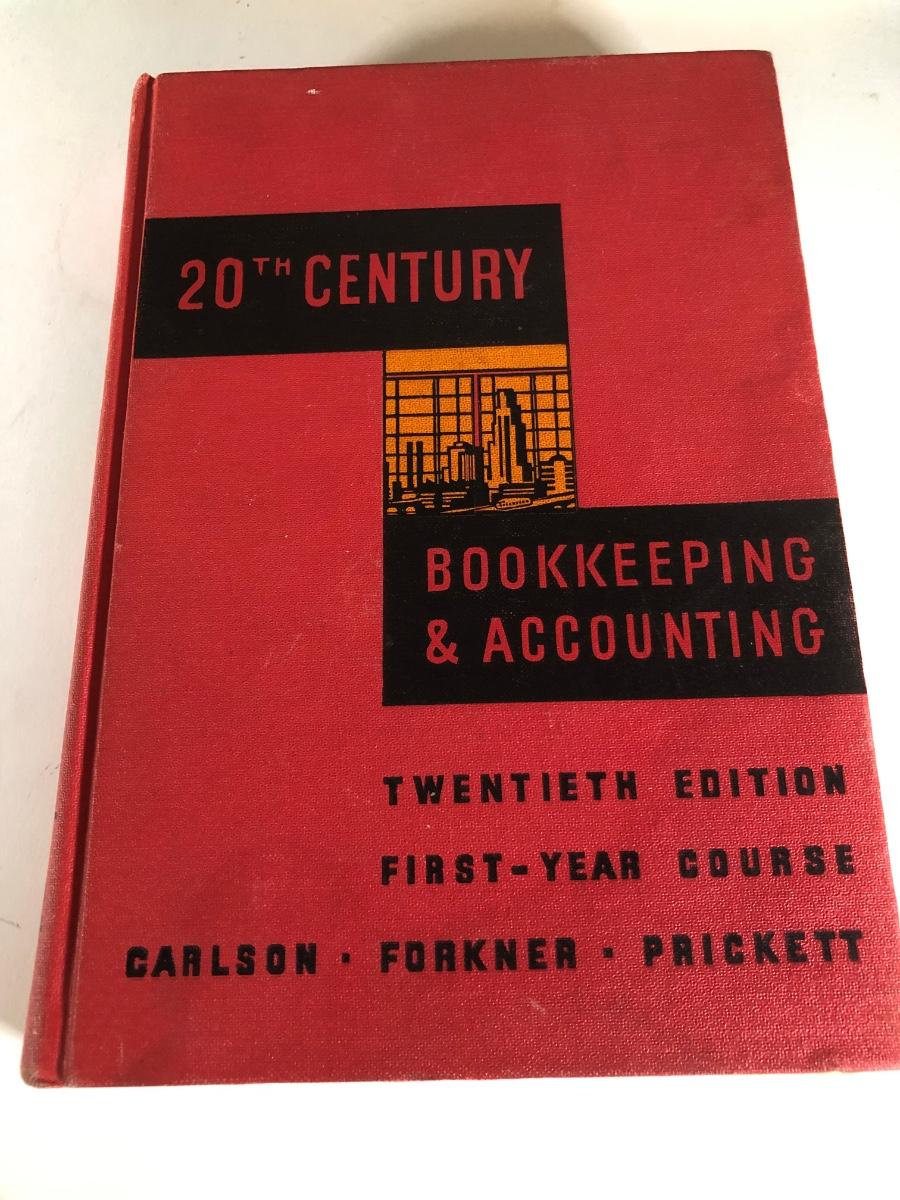 20TH CENTURY
BOOKKEEPING
& ACCOUNTING
TWENTIETH EDITION
FIRST-YEAR COURSE
CARLSON · FORKNER · PRICKETT